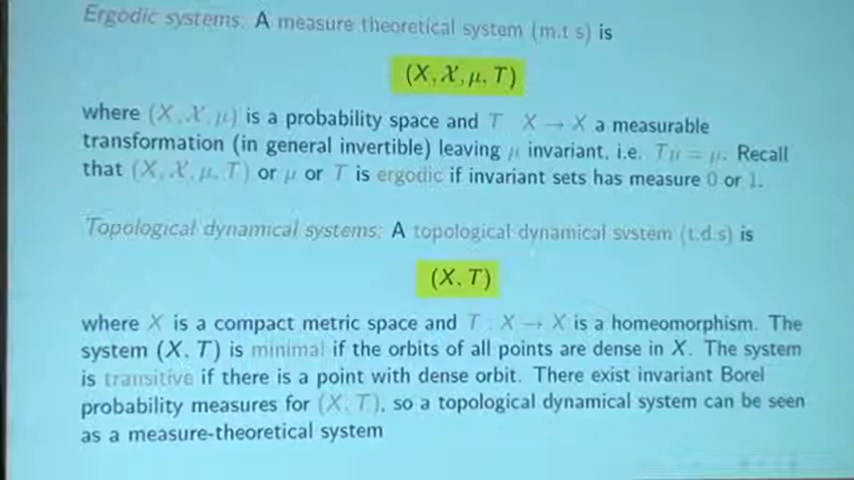 Ergodic systems: A measure theoretical system (m.t.s) is
(X, 𝒳, μ, T)
where (X, 𝒳, μ) is a probability space and T : X → X a measurable
transformation (in general invertible) leaving μ invariant, i.e. Tμ = μ. Recall
that (X, 𝒳, μ, T) or μ or T is ergodic if invariant sets has measure 0 or 1.
Topological dynamical systems: A topological dynamical system (t.d.s) is
(X, T)
where X is a compact metric space and T : X → X is a homeomorphism. The
system (X, T) is minimal if the orbits of all points are dense in X. The system
is transitive if there is a point with dense orbit. There exist invariant Borel
probability measures for (X, T), so a topological dynamical system can be seen
as a measure-theoretical system